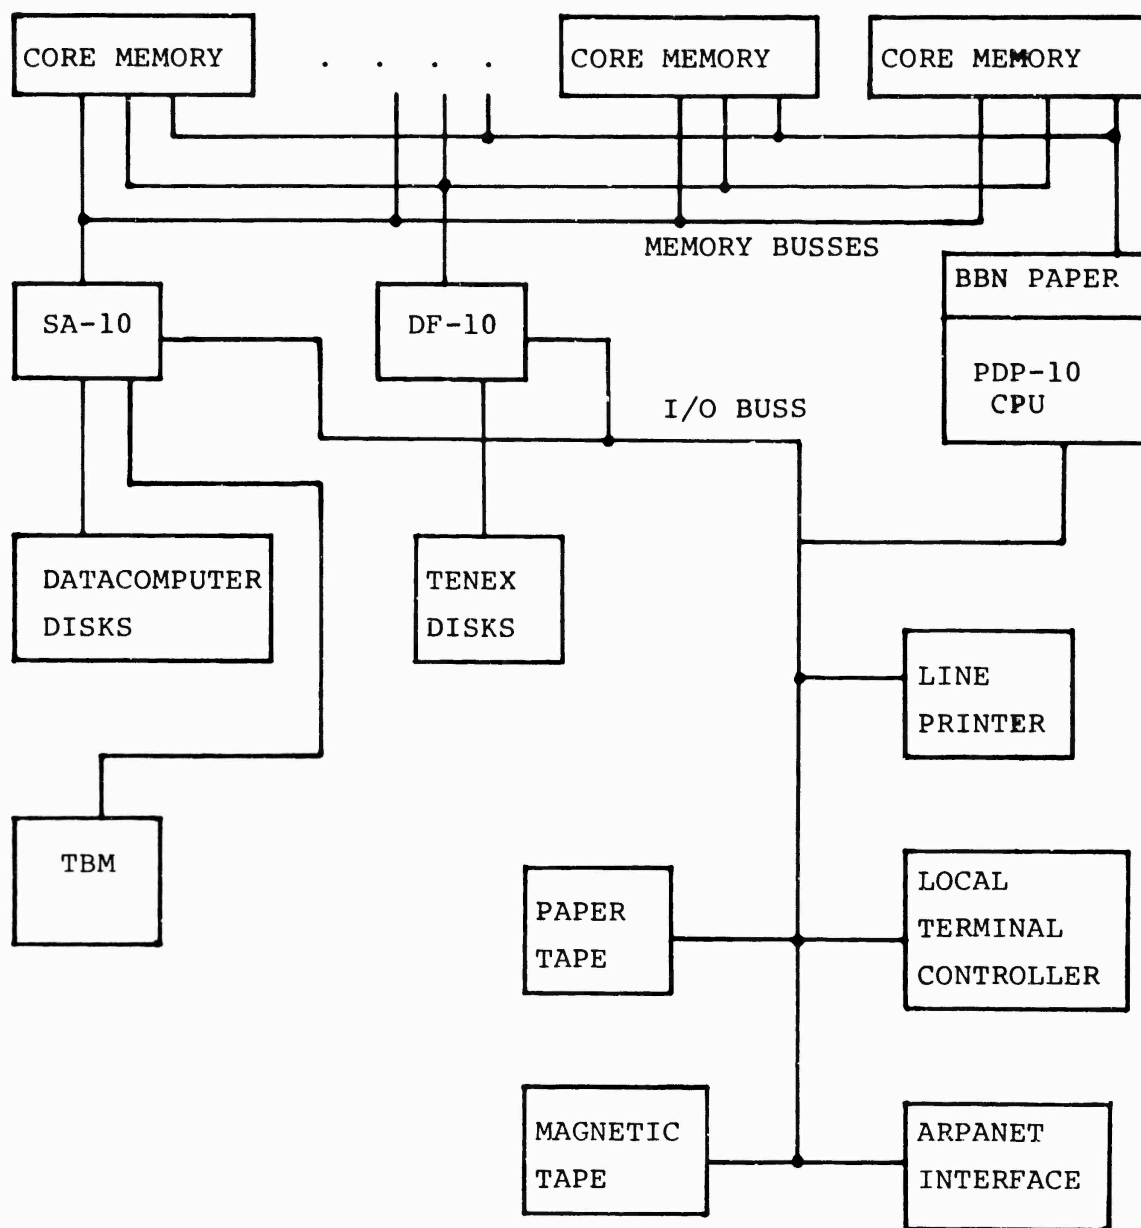 CORE MEMORY . . . . CORE MEMORY CORE MEMORY
MEMORY BUSSES
BBN PAPER
SA-10
DF-10
PDP-10
CPU
I/O BUSS
DATACOMPUTER
DISKS
TENEX
DISKS
LINE
PRINTER
TBM
PAPER
TAPE
LOCAL
TERMINAL
CONTROLLER
MAGNETIC
TAPE
ARPANET
INTERFACE